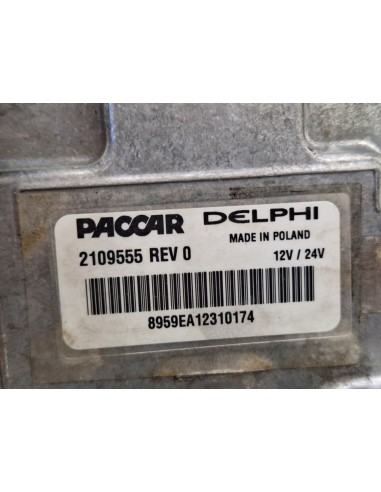 PACCAR DELPHI
MADE IN POLAND
2109555 REV 0 12V / 24V
8959EA12310174